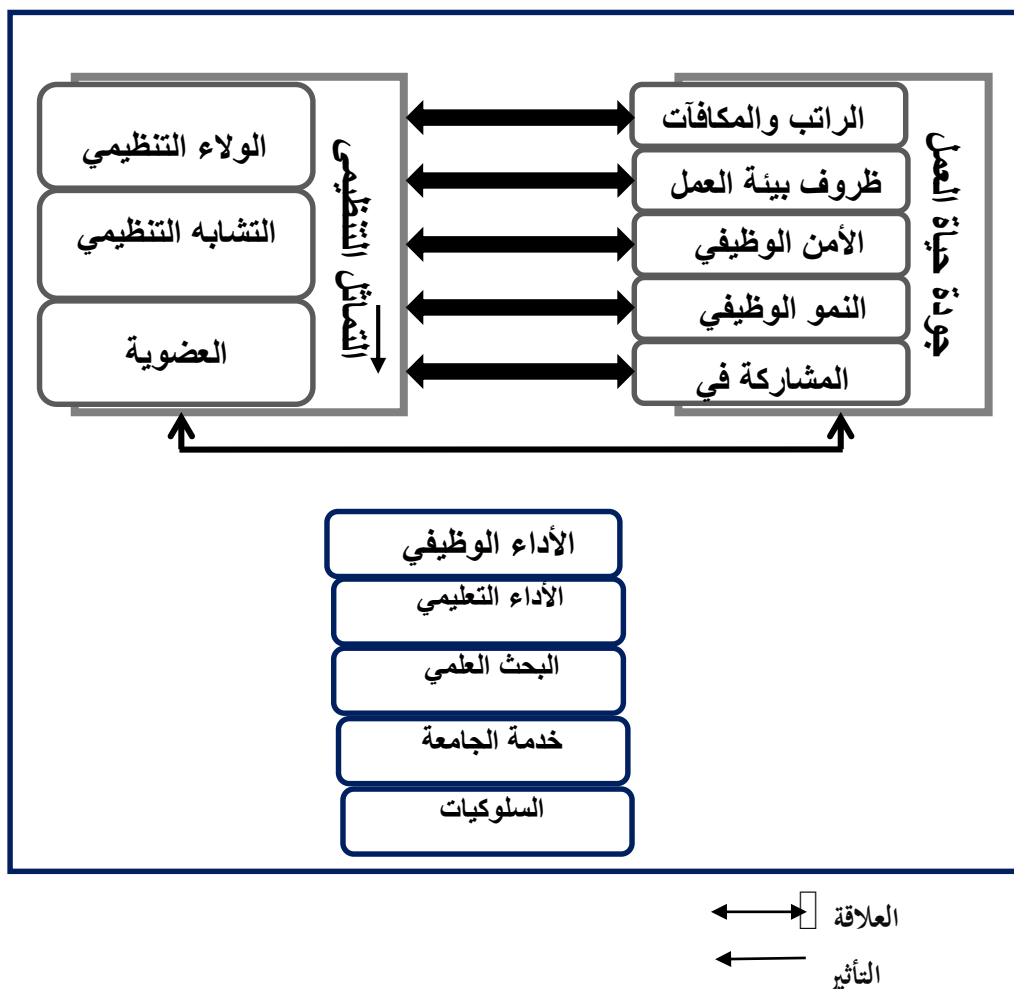 جودة حياة العمل
الراتب والمكافآت
ظروف بيئة العمل
الأمن الوظيفي
النمو الوظيفي
المشاركة في
التماثل التنظيمى
الولاء التنظيمي
التشابه التنظيمي
العضوية
الأداء الوظيفي
الأداء التعليمي
البحث العلمي
خدمة الجامعة
السلوكيات
العلاقة
التأثير